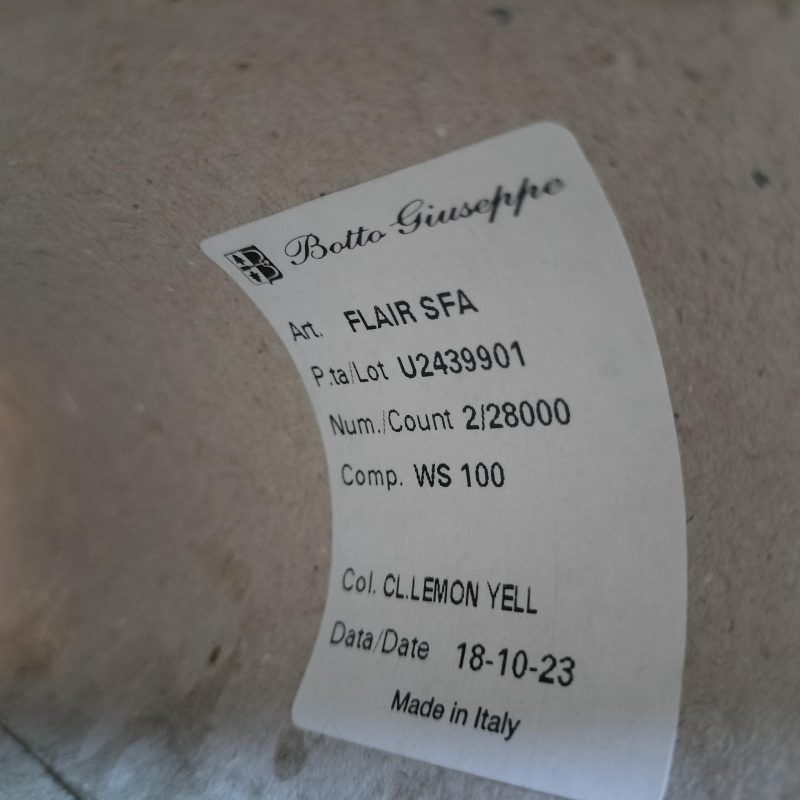 Botto Giuseppe
Art. FLAIR SFA
P.ta/Lot U2439901
Num./Count 2/28000
Comp. WS 100
Col. CL.LEMON YELL
Data/Date 18-10-23
Made in Italy